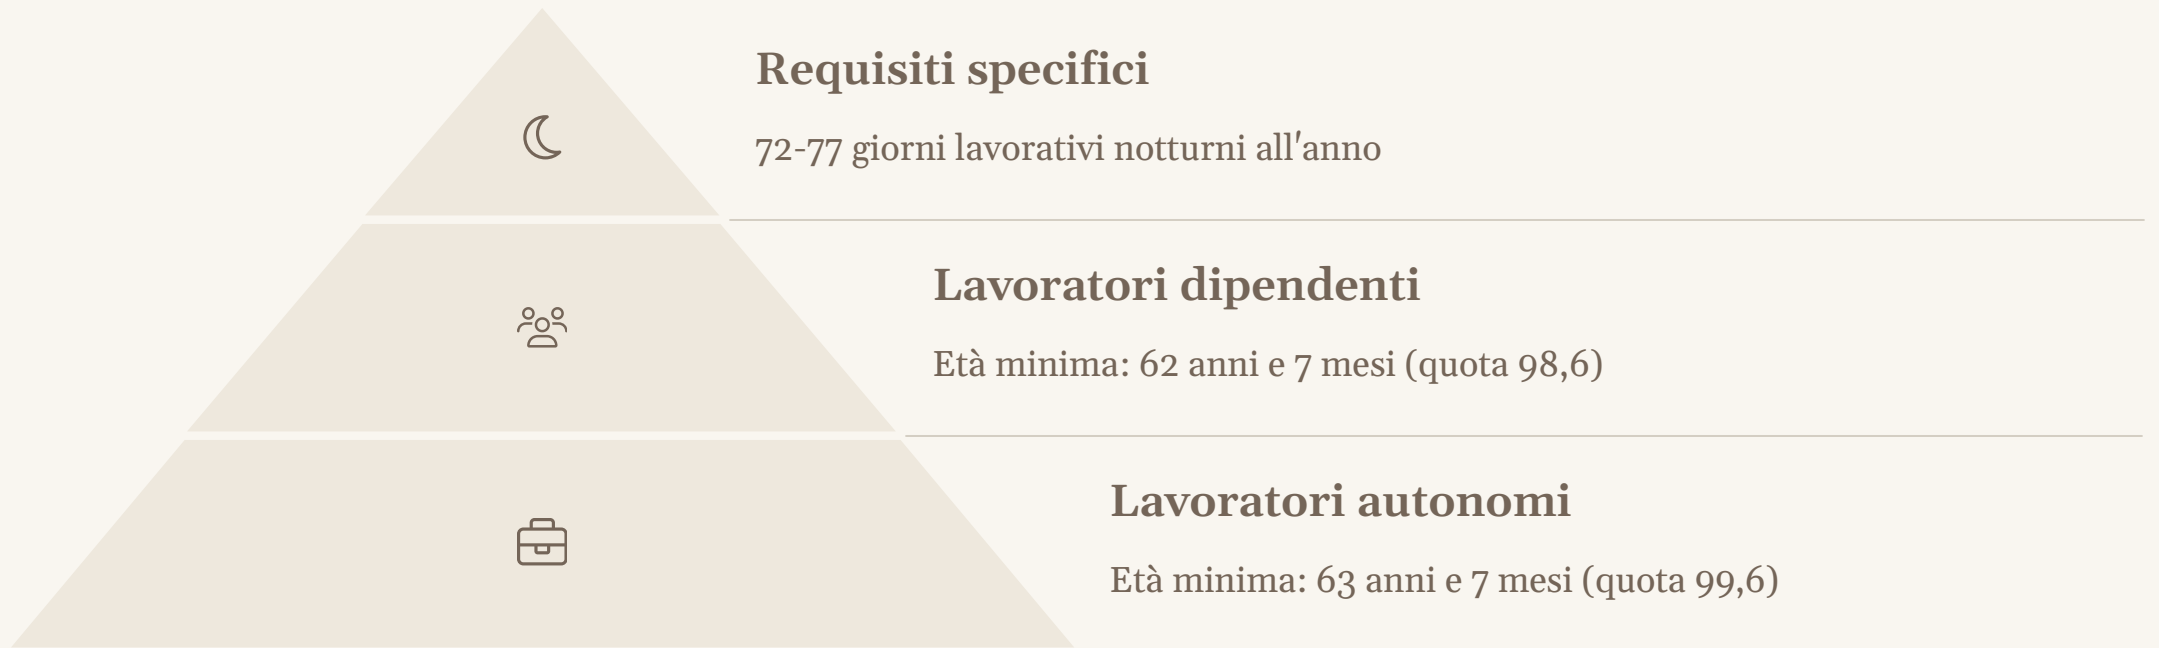 Requisiti specifici
72-77 giorni lavorativi notturni all'anno
Lavoratori dipendenti
Età minima: 62 anni e 7 mesi (quota 98,6)
Lavoratori autonomi
Età minima: 63 anni e 7 mesi (quota 99,6)